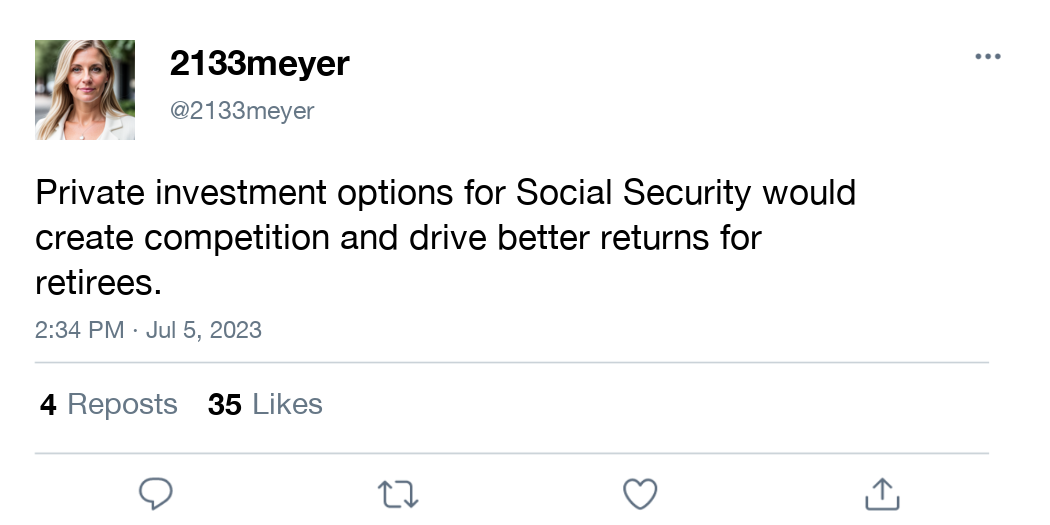 2133meyer
@2133meyer
Private investment options for Social Security would
create competition and drive better returns for
retirees.
2:34 PM · Jul 5, 2023
4 Reposts 35 Likes